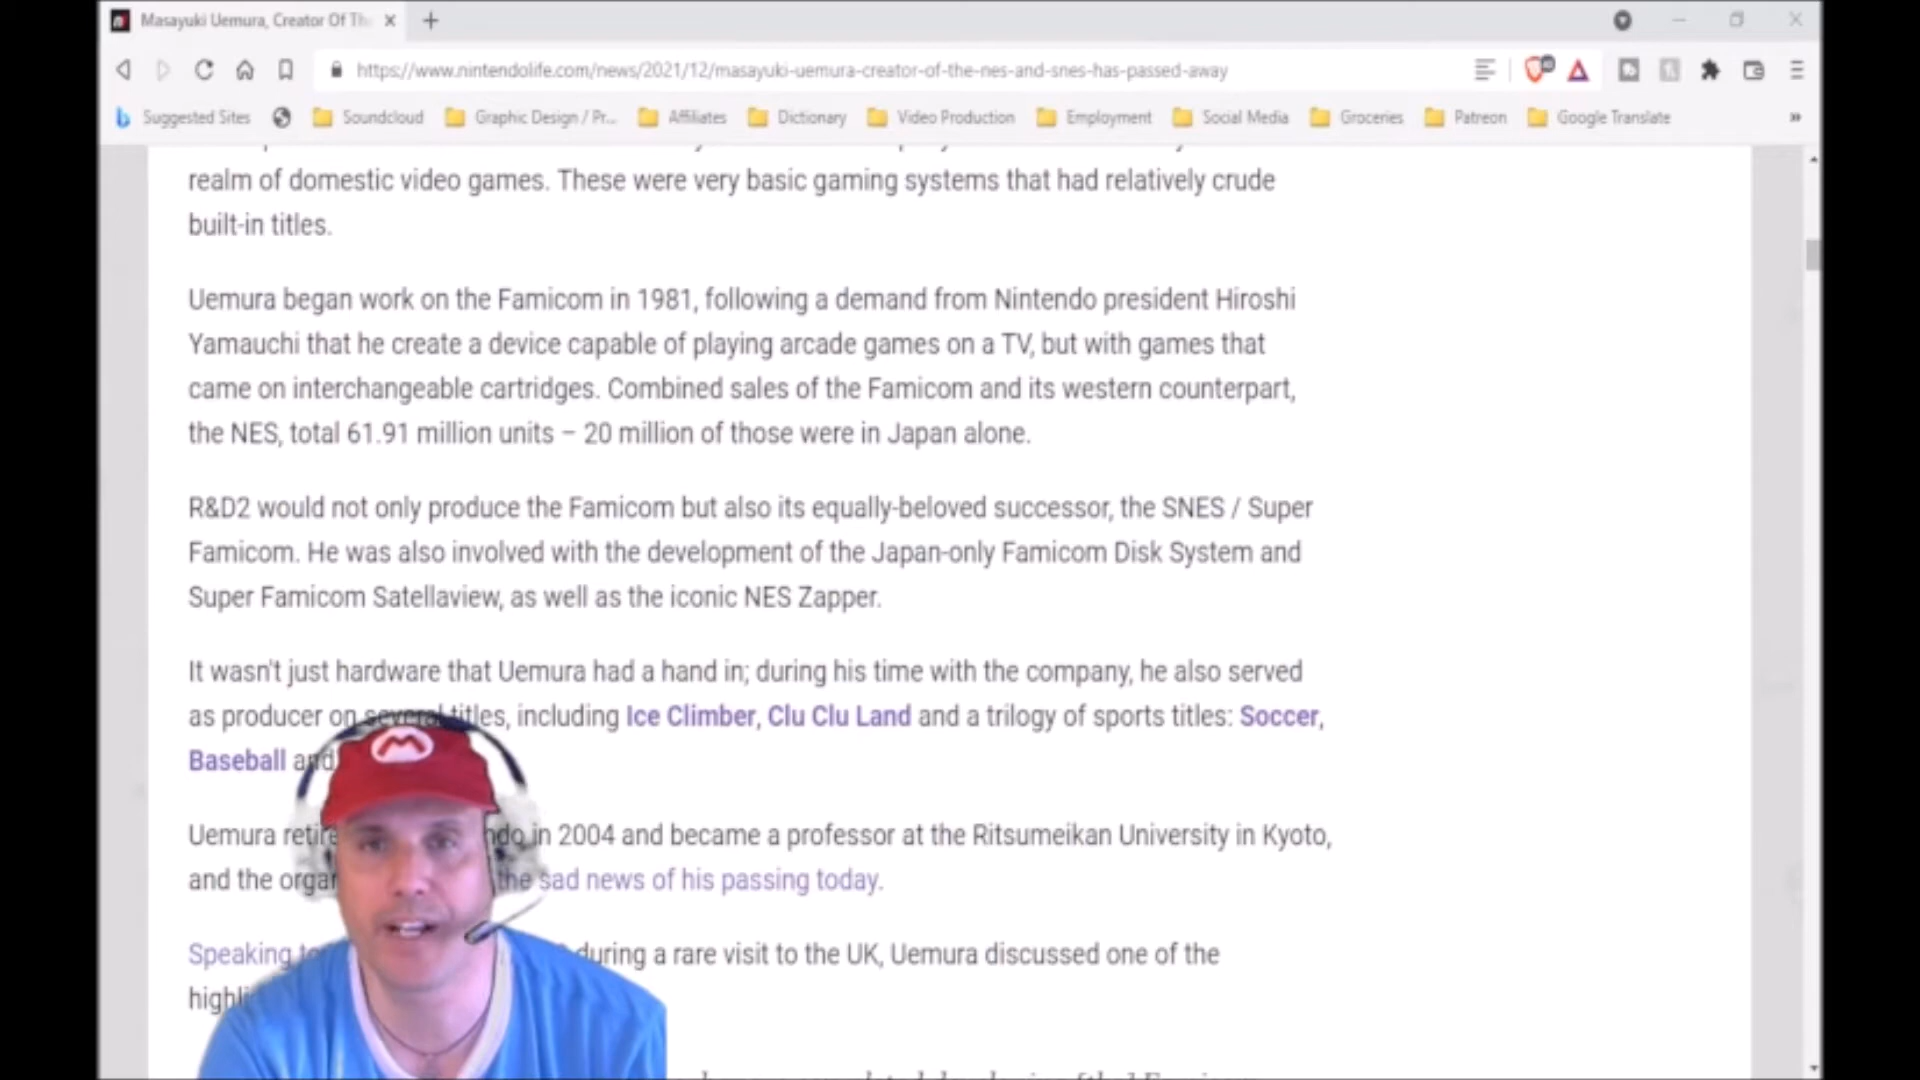 Masayuki Uemura, Creator Of Th
https://www.nintendolife.com/news/2021/12/masayuki-uemura-creator-of-the-nes-and-snes-has-passed-away
Suggested Sites Soundcloud Graphic Design / Pr... Affiliates Dictionary Video Production Employment Social Media Groceries Patreon Google Translate »
realm of domestic video games. These were very basic gaming systems that had relatively crude
built-in titles.
Uemura began work on the Famicom in 1981, following a demand from Nintendo president Hiroshi
Yamauchi that he create a device capable of playing arcade games on a TV, but with games that
came on interchangeable cartridges. Combined sales of the Famicom and its western counterpart,
the NES, total 61.91 million units – 20 million of those were in Japan alone.
R&D2 would not only produce the Famicom but also its equally-beloved successor, the SNES / Super
Famicom. He was also involved with the development of the Japan-only Famicom Disk System and
Super Famicom Satellaview, as well as the iconic NES Zapper.
It wasn't just hardware that Uemura had a hand in; during his time with the company, he also served
as producer on several titles, including Ice Climber, Clu Clu Land and a trilogy of sports titles: Soccer,
Baseball and
M
Uemura retire ndo in 2004 and became a professor at the Ritsumeikan University in Kyoto,
and the organ the sad news of his passing today.
Speaking to during a rare visit to the UK, Uemura discussed one of the
highli